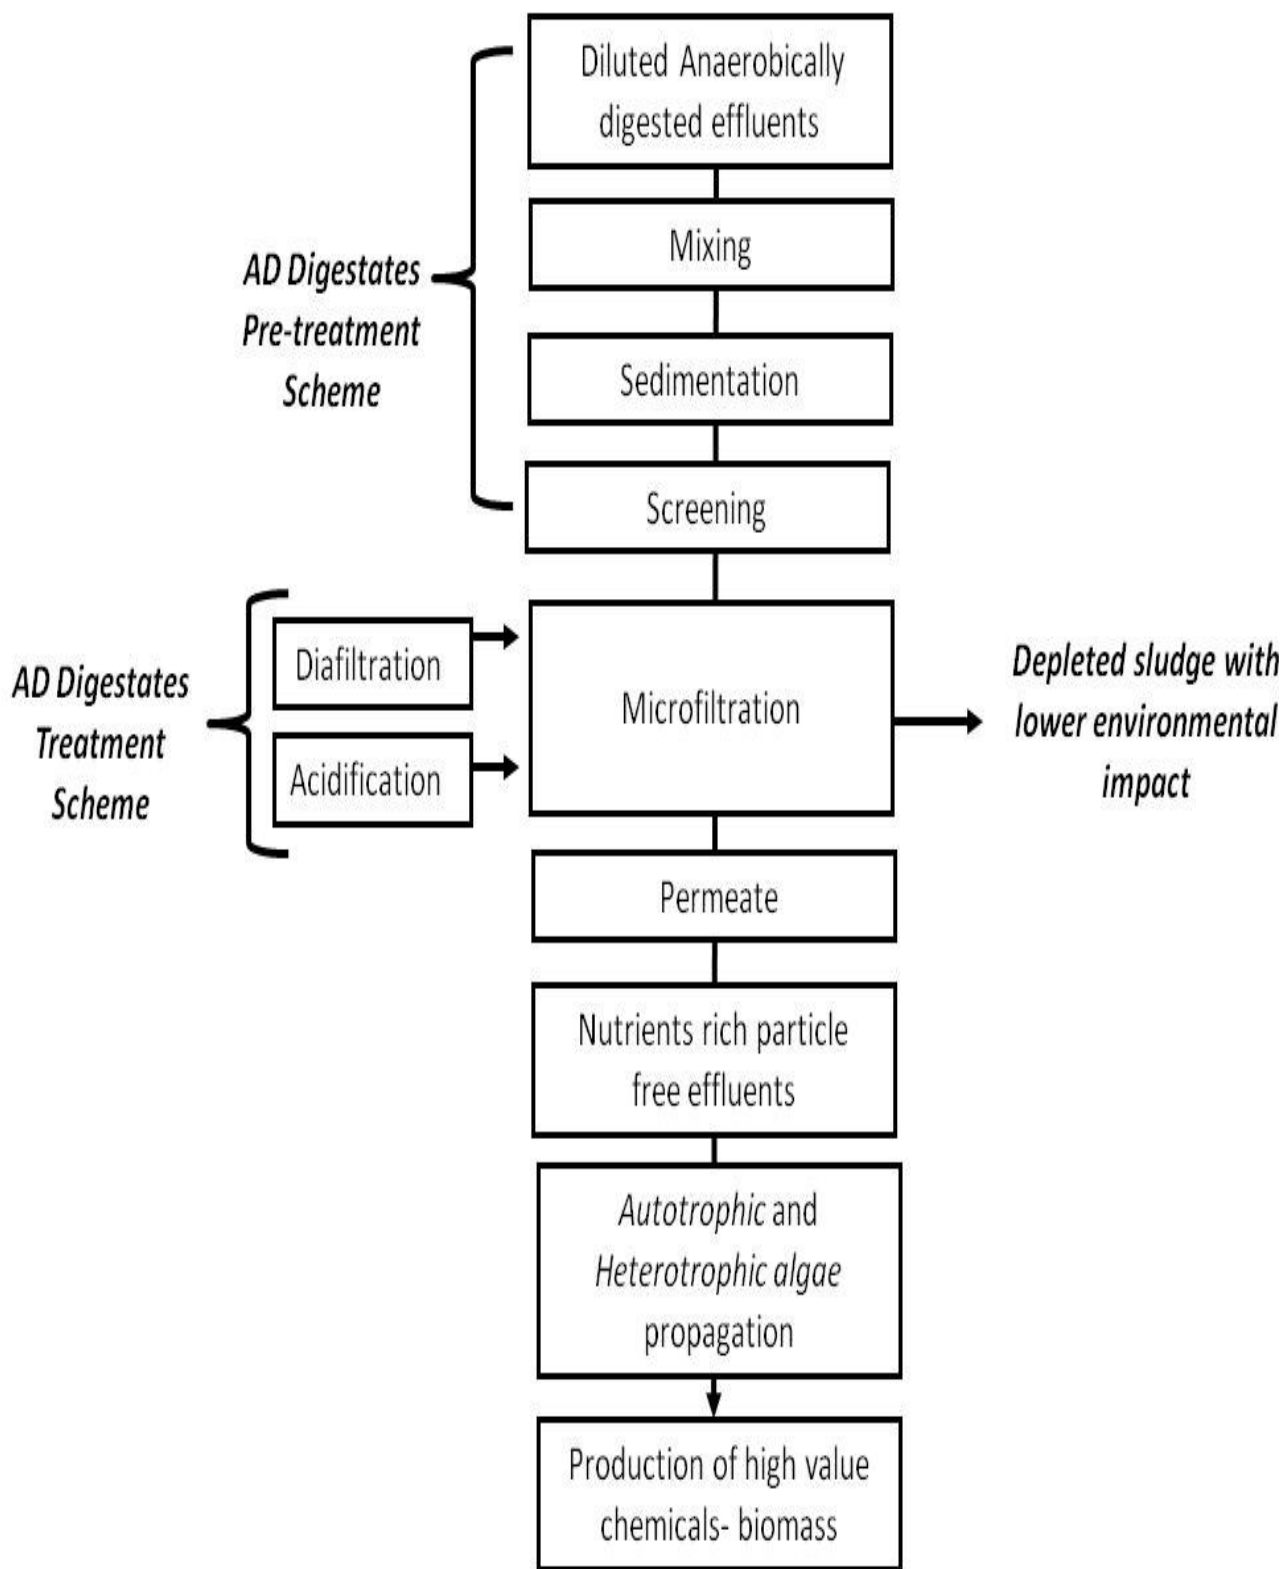 Diluted Anaerobically
digested effluents
Mixing
AD Digestates
Pre-treatment
Scheme
Sedimentation
Screening
AD Digestates
Treatment
Scheme
Diafiltration
Acidification
Microfiltration
Depleted sludge with
lower environmental
impact
Permeate
Nutrients rich particle
free effluents
Autotrophic and
Heterotrophic algae
propagation
Production of high value
chemicals- biomass